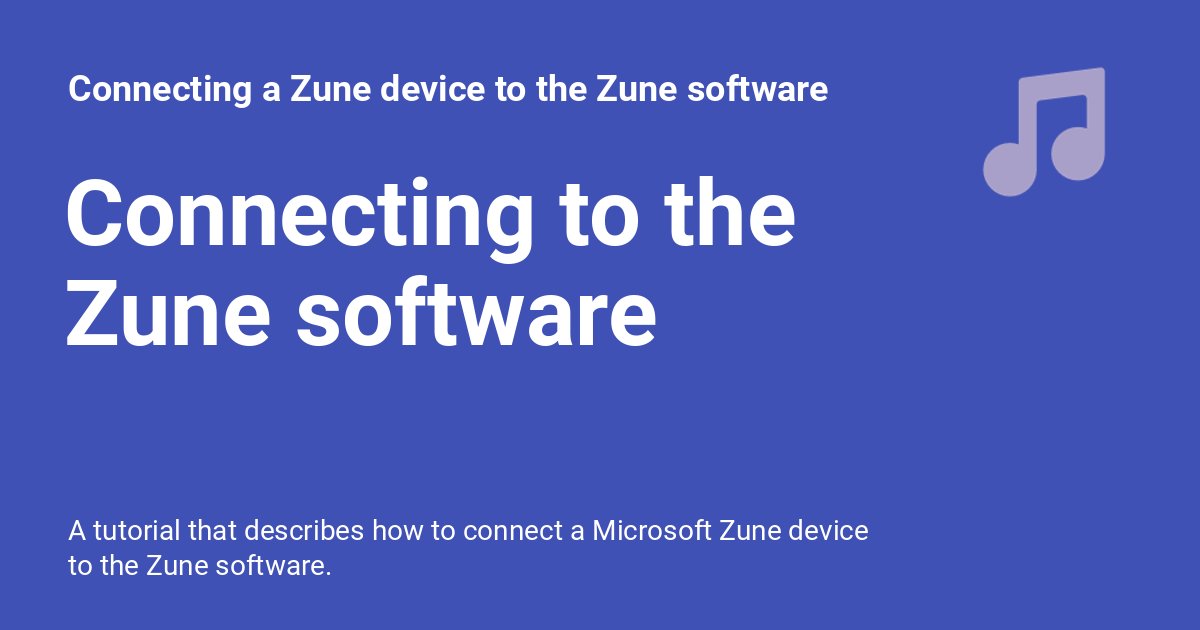 Connecting a Zune device to the Zune software
Connecting to the
Zune software
A tutorial that describes how to connect a Microsoft Zune device
to the Zune software.